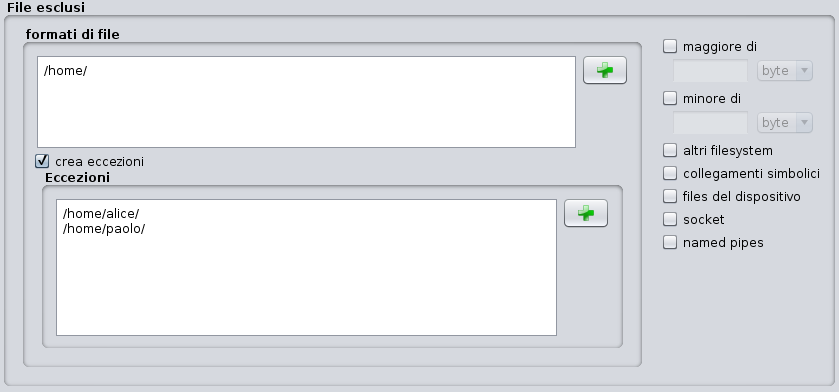 File esclusi
formati di file
/home/
crea eccezioni
Eccezioni
/home/alice/
/home/paolo/
maggiore di
byte
minore di
byte
altri filesystem
collegamenti simbolici
files del dispositivo
socket
named pipes